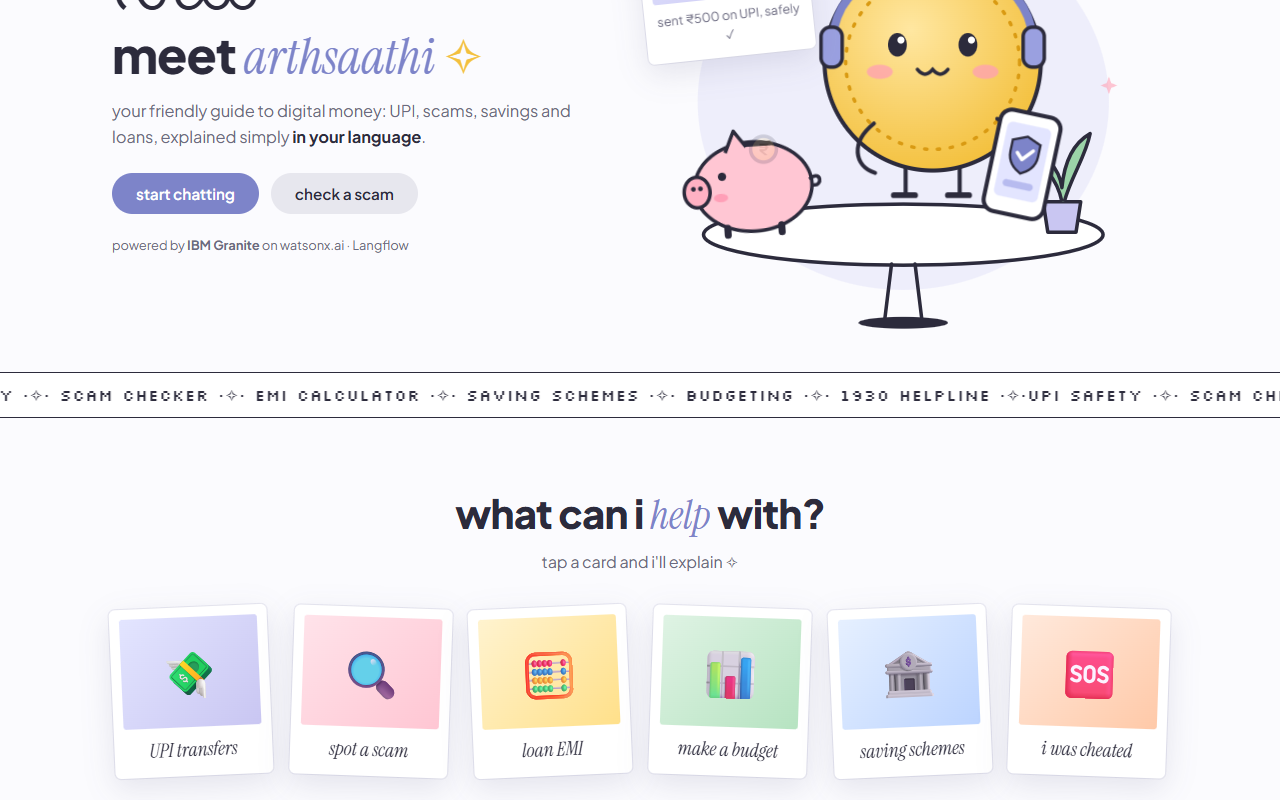 meet arthsaathi ✧
your friendly guide to digital money: UPI, scams, savings and
loans, explained simply in your language.
start chatting
check a scam
powered by IBM Granite on watsonx.ai · Langflow
sent ₹500 on UPI, safely
✓
₹
Y ·✧· SCAM CHECKER ·✧· EMI CALCULATOR ·✧· SAVING SCHEMES ·✧· BUDGETING ·✧· 1930 HELPLINE ·✧·UPI SAFETY ·✧· SCAM CH
what can i help with?
tap a card and i'll explain ✧
SOS
UPI transfers
spot a scam
loan EMI
make a budget
saving schemes
i was cheated